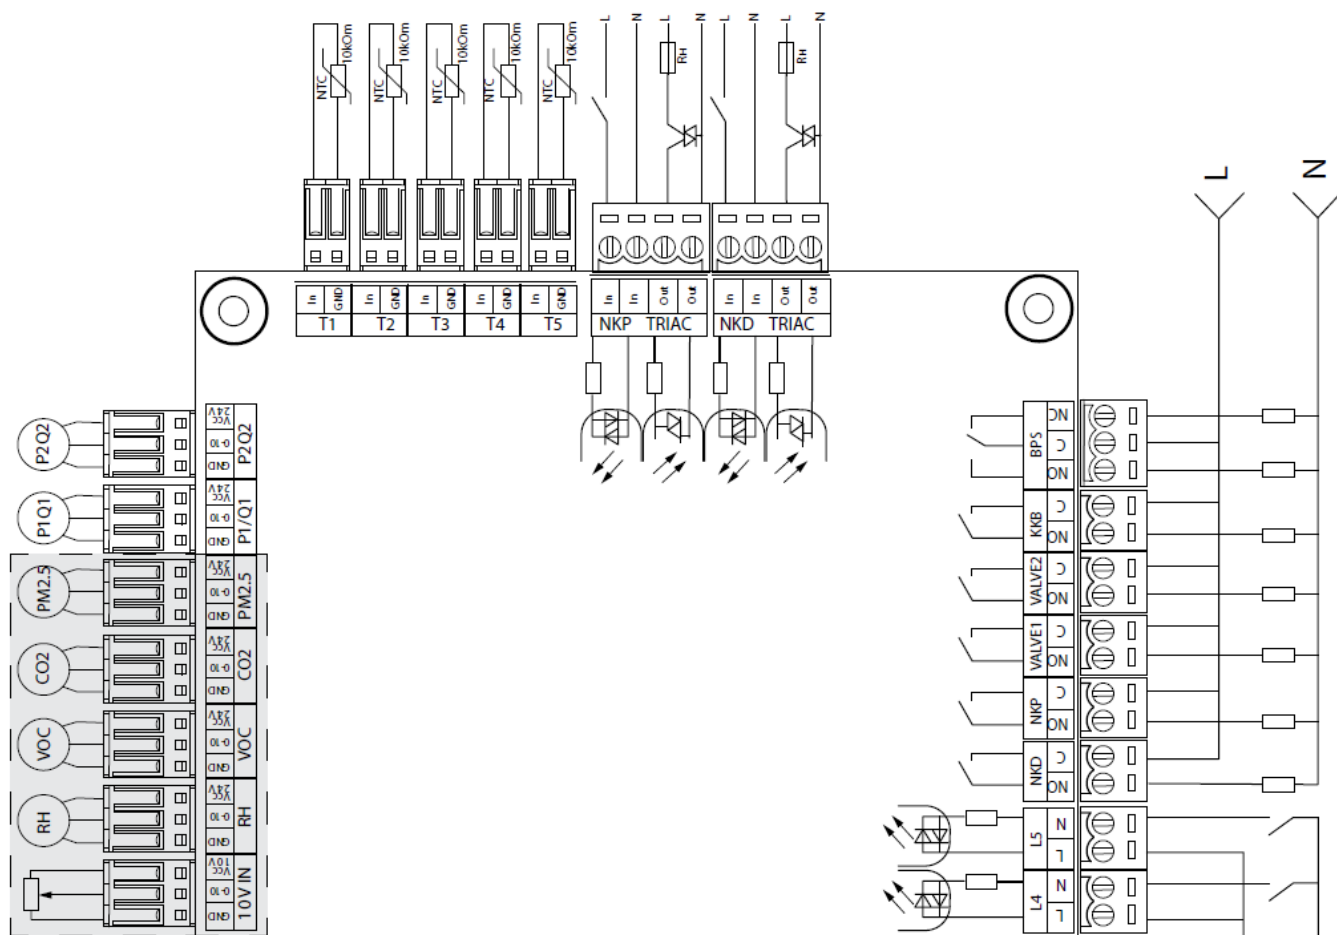 L N L N L N L N
10kOm 10kOm 10kOm 10kOm 10kOm
NTC NTC NTC NTC NTC
RH RH
L N
In GND In GND In GND In GND In GND In In Out Out In In Out Out
T1 T2 T3 T4 T5 NKP TRIAC NKD TRIAC
P2Q2
Vcc 24V
0-10
GND
P2Q2
P1Q1
Vcc 24V
0-10
GND
P1/Q1
PM2.5
Vcc 24V
0-10
GND
PM2.5
CO2
Vcc 24V
0-10
GND
CO2
VOC
Vcc 24V
0-10
GND
VOC
RH
Vcc 24V
0-10
GND
RH
Vcc 10V
0-10
GND
10V IN
BPS
NC
C
NO
KKB
C
NO
VALVE2
C
NO
VALVE1
C
NO
NKP
C
NO
NKD
C
NO
L5
N
L
L4
N
L